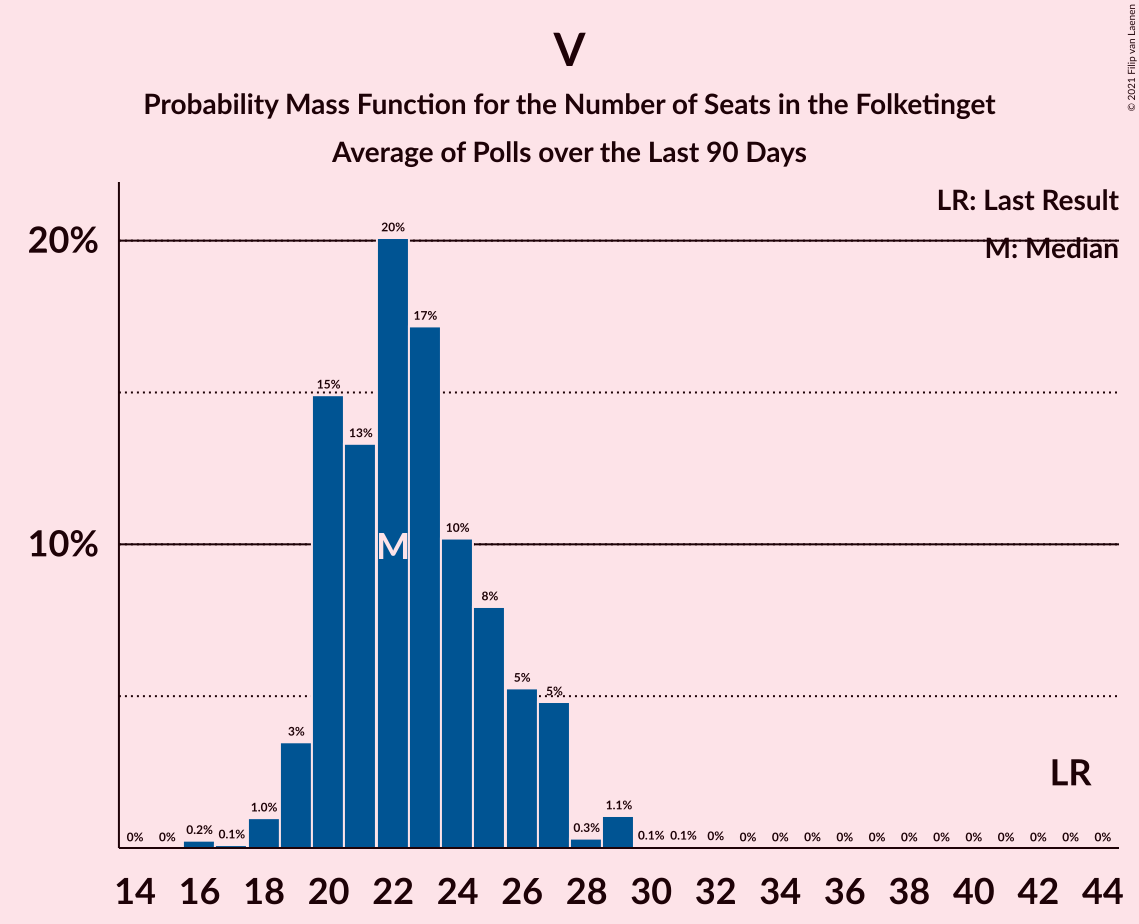 V
Probability Mass Function for the Number of Seats in the Folketinget
Average of Polls over the Last 90 Days
© 2021 Filip van Laenen
LR: Last Result
M: Median
20%
10%
0% 0% 0.2% 0.1% 1.0% 3% 15% 13% 20% 17% 10% 8% 5% 5% 0.3% 1.1% 0.1% 0.1% 0% 0% 0% 0% 0% 0% 0% 0% 0% 0% 0% 0% 0%
M
LR
14 16 18 20 22 24 26 28 30 32 34 36 38 40 42 44